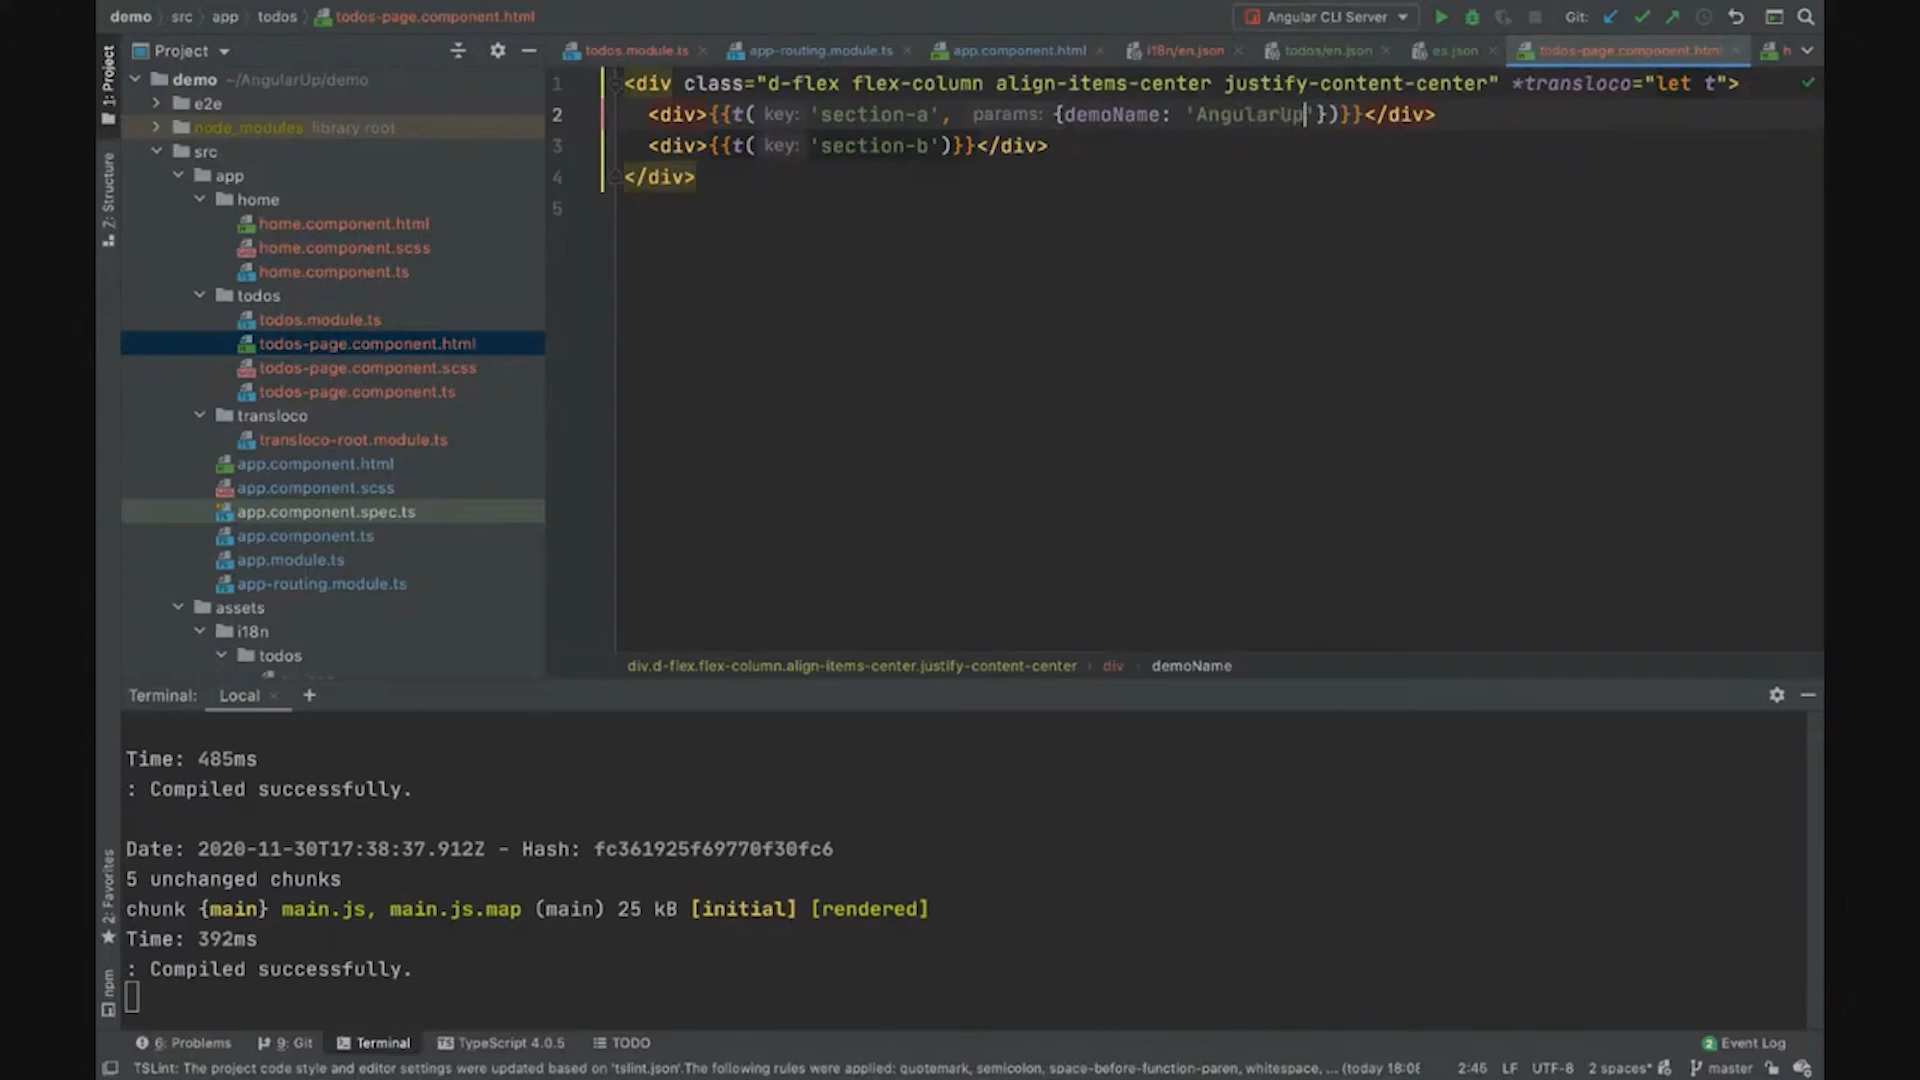 demo src app todos todos-page.component.html
Angular CLI Server Git:
1: Project
Project
todos.module.ts app-routing.module.ts app.component.html i18n/en.json todos/en.json es.json todos-page.component.html h
demo ~/AngularUp/demo
e2e
node_modules library root
src
app
home
home.component.html
home.component.scss
home.component.ts
todos
todos.module.ts
todos-page.component.html
todos-page.component.scss
todos-page.component.ts
transloco
transloco-root.module.ts
app.component.html
app.component.scss
app.component.spec.ts
app.component.ts
app.module.ts
app-routing.module.ts
assets
i18n
todos
Z: Structure
1 <div class="d-flex flex-column align-items-center justify-content-center" *transloco="let t">
2 <div>{{t( key: 'section-a', params: {demoName: 'AngularUp'})}}</div>
3 <div>{{t( key: 'section-b')}}</div>
4 </div>
5
div.d-flex.flex-column.align-items-center.justify-content-center div demoName
Terminal: Local +
Time: 485ms
: Compiled successfully.
Date: 2020-11-30T17:38:37.912Z - Hash: fc361925f69770f30fc6
5 unchanged chunks
chunk {main} main.js, main.js.map (main) 25 kB [initial] [rendered]
Time: 392ms
: Compiled successfully.
2: Favorites
npm
6: Problems 9: Git Terminal TypeScript 4.0.5 TODO 2 Event Log
TSLint: The project code style and editor settings were updated based on 'tslint.json'.The following rules were applied: quotemark, semicolon, space-before-function-paren, whitespace, ... (today 18:08 2:45 LF UTF-8 2 spaces* master